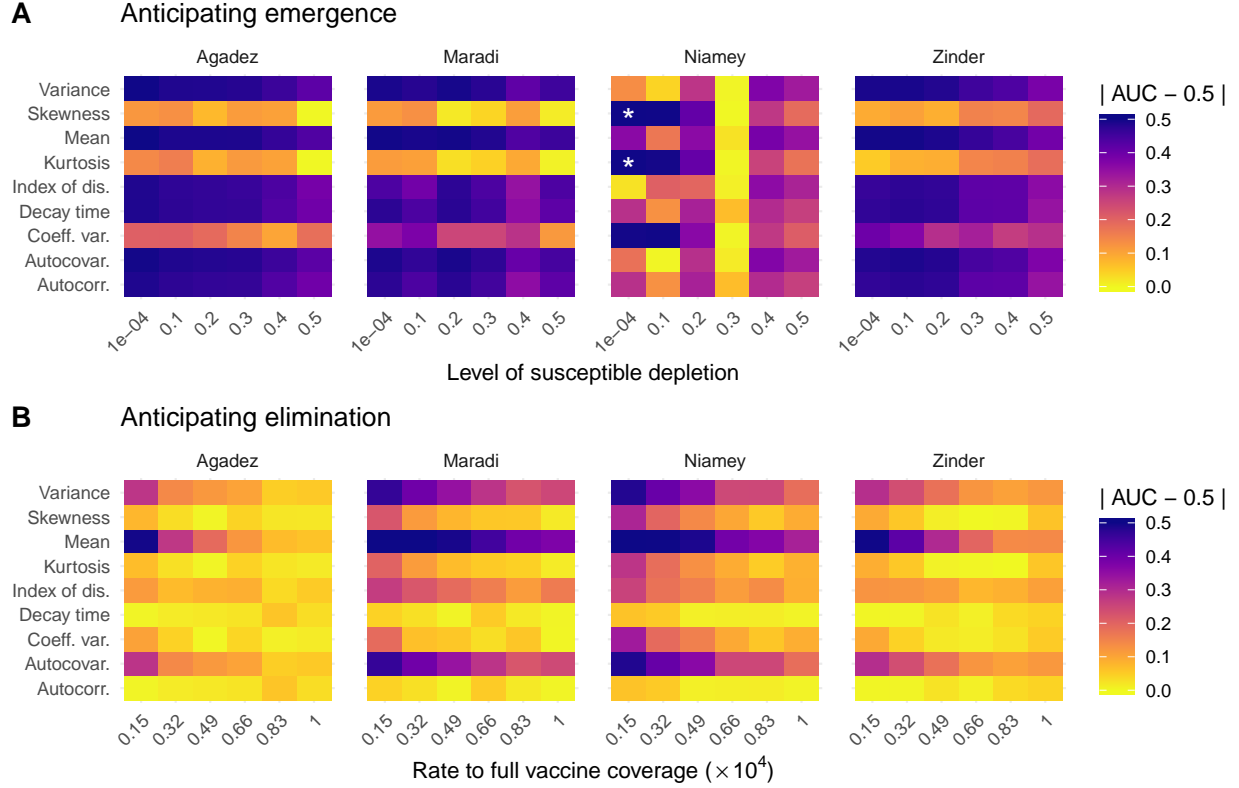 A Anticipating emergence
Agadez Maradi Niamey Zinder
Variance
Skewness
Mean
Kurtosis
Index of dis.
Decay time
Coeff. var.
Autocovar.
Autocorr.
*
*
| AUC − 0.5 |
0.5
0.4
0.3
0.2
0.1
0.0
1e−04 0.1 0.2 0.3 0.4 0.5 1e−04 0.1 0.2 0.3 0.4 0.5 1e−04 0.1 0.2 0.3 0.4 0.5 1e−04 0.1 0.2 0.3 0.4 0.5
Level of susceptible depletion
B Anticipating elimination
Agadez Maradi Niamey Zinder
Variance
Skewness
Mean
Kurtosis
Index of dis.
Decay time
Coeff. var.
Autocovar.
Autocorr.
| AUC − 0.5 |
0.5
0.4
0.3
0.2
0.1
0.0
0.15 0.32 0.49 0.66 0.83 1 0.15 0.32 0.49 0.66 0.83 1 0.15 0.32 0.49 0.66 0.83 1 0.15 0.32 0.49 0.66 0.83 1
Rate to full vaccine coverage (×10⁴)